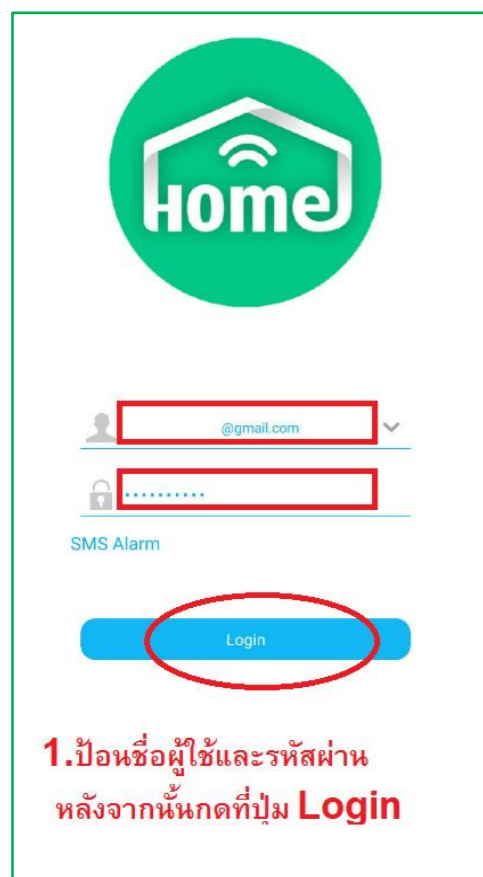 Home
@gmail.com
..........
SMS Alarm
Login
1.ป้อนชื่อผู้ใช้และรหัสผ่าน
หลังจากนั้นกดที่ปุ่ม Login